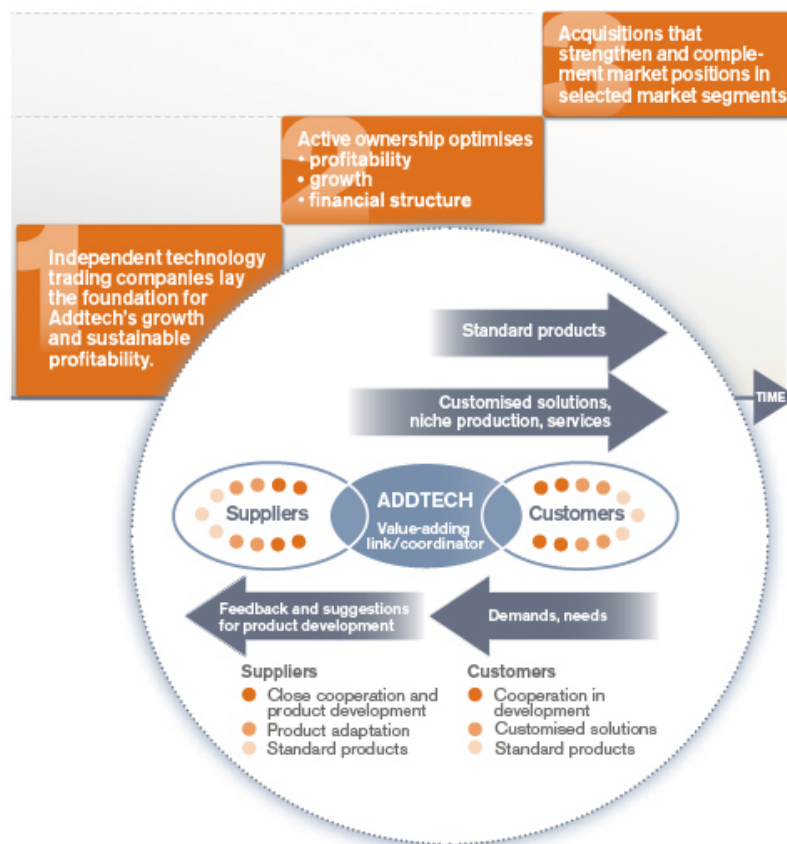 3
Acquisitions that
strengthen and comple-
ment market positions in
selected market segments
2
Active ownership optimises
• profitability
• growth
• financial structure
1
Independent technology
trading companies lay
the foundation for
Addtech's growth
and sustainable
profitability.
Standard products
TIME
Customised solutions,
niche production, services
Suppliers
ADDTECH
Value-adding
link/coordinator
Customers
Feedback and suggestions
for product development
Demands, needs
Suppliers
Close cooperation and
product development
Product adaptation
Standard products
Customers
Cooperation in
development
Customised solutions
Standard products